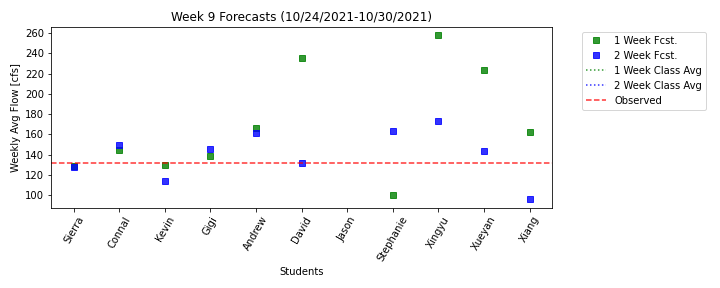 Week 9 Forecasts (10/24/2021-10/30/2021)
260
240
220
200
180
160
140
120
100
Weekly Avg Flow [cfs]
Sierra
Connal
Kevin
Gigi
Andrew
David
Jason
Stephanie
Xingyu
Xueyan
Xiang
Students
1 Week Fcst.
2 Week Fcst.
1 Week Class Avg
2 Week Class Avg
Observed